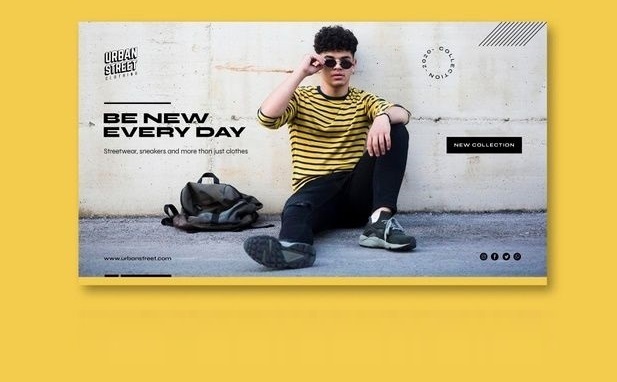 URBAN
STREET
CLOTHING
2020. COLLECTION.
BE NEW
EVERY DAY
Streetwear, sneakers and more than just clothes
NEW COLLECTION
www.urbanstreet.com